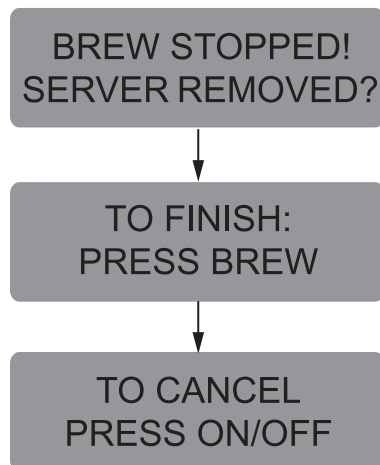 BREW STOPPED!
SERVER REMOVED?
TO FINISH:
PRESS BREW
TO CANCEL
PRESS ON/OFF